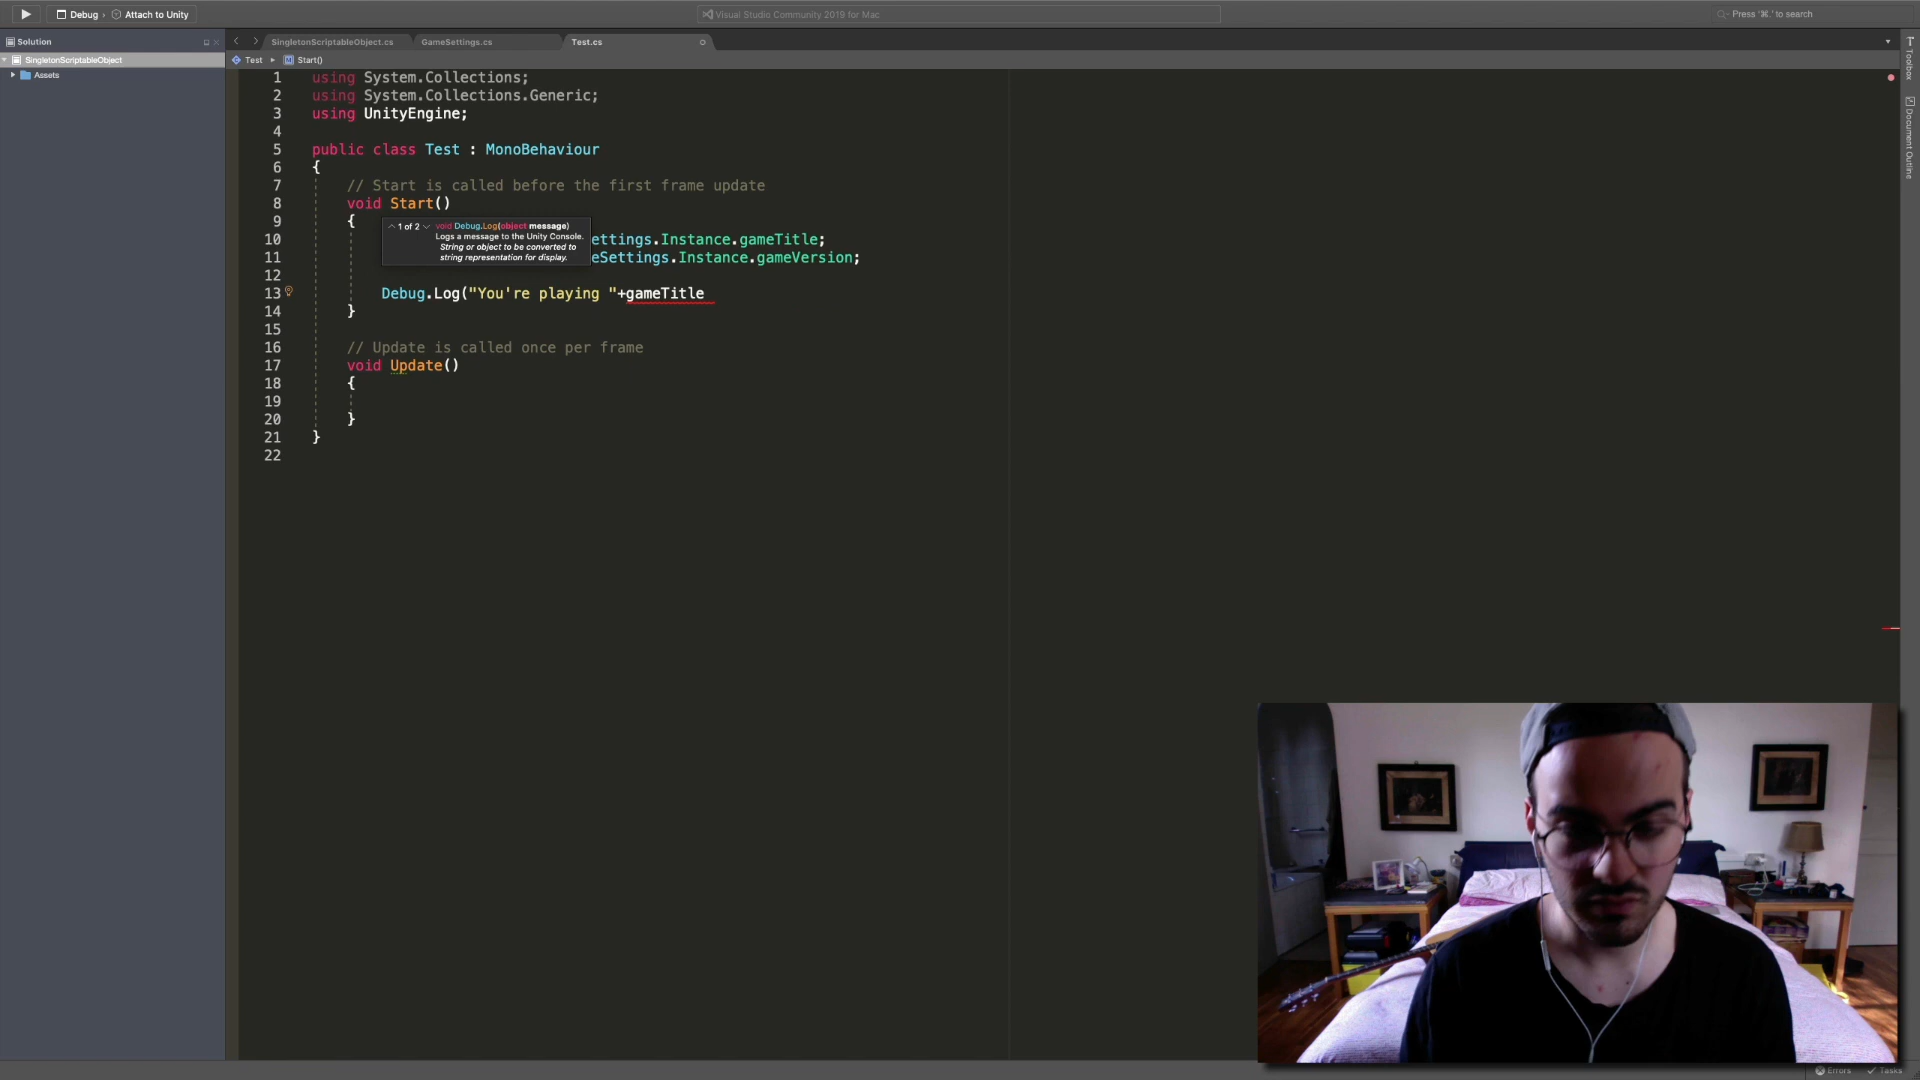 Debug › Attach to Unity
Visual Studio Community 2019 for Mac
Press '⌘.' to search
Solution
SingletonScriptableObject.cs
GameSettings.cs
Test.cs
SingletonScriptableObject
Test
Start()
Assets
Toolbox
Document Outline
1 using System.Collections;
2 using System.Collections.Generic;
3 using UnityEngine;
4
5 public class Test : MonoBehaviour
6 {
7 // Start is called before the first frame update
8 void Start()
9 {
1 of 2 void Debug.Log(object message)
Logs a message to the Unity Console.
String or object to be converted to
string representation for display.
10 ettings.Instance.gameTitle;
11 eSettings.Instance.gameVersion;
12
13 Debug.Log("You're playing "+gameTitle
14 }
15
16 // Update is called once per frame
17 void Update()
18 {
19
20 }
21 }
22
Errors
Tasks